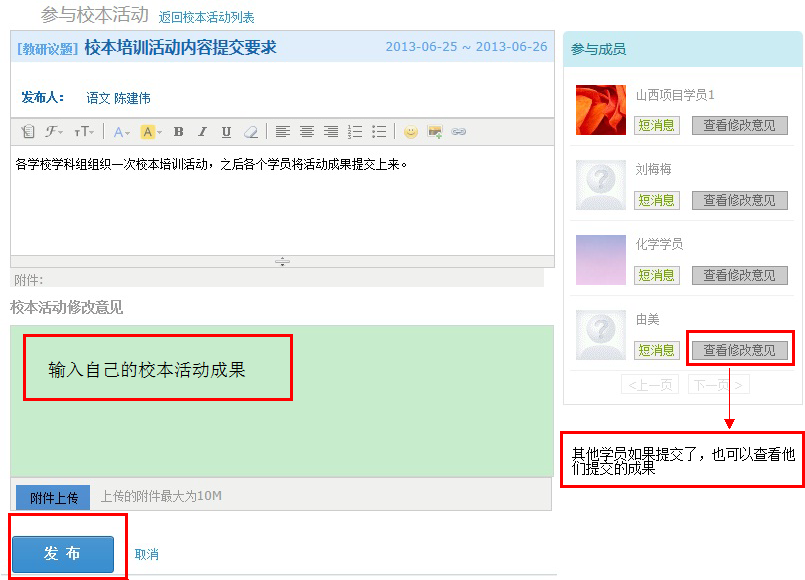 参与校本活动 返回校本活动列表
[教研议题] 校本培训活动内容提交要求 2013-06-25 ~ 2013-06-26
发布人: 语文 陈建伟
各学校学科组组织一次校本培训活动，之后各个学员将活动成果提交上来。
附件:
校本活动修改意见
输入自己的校本活动成果
附件上传 上传的附件最大为10M
发 布 取消
参与成员
山西项目学员1
短消息 查看修改意见
刘梅梅
短消息 查看修改意见
化学学员
短消息 查看修改意见
由美
短消息 查看修改意见
<上一页 下一页 >
其他学员如果提交了，也可以查看他
们提交的成果